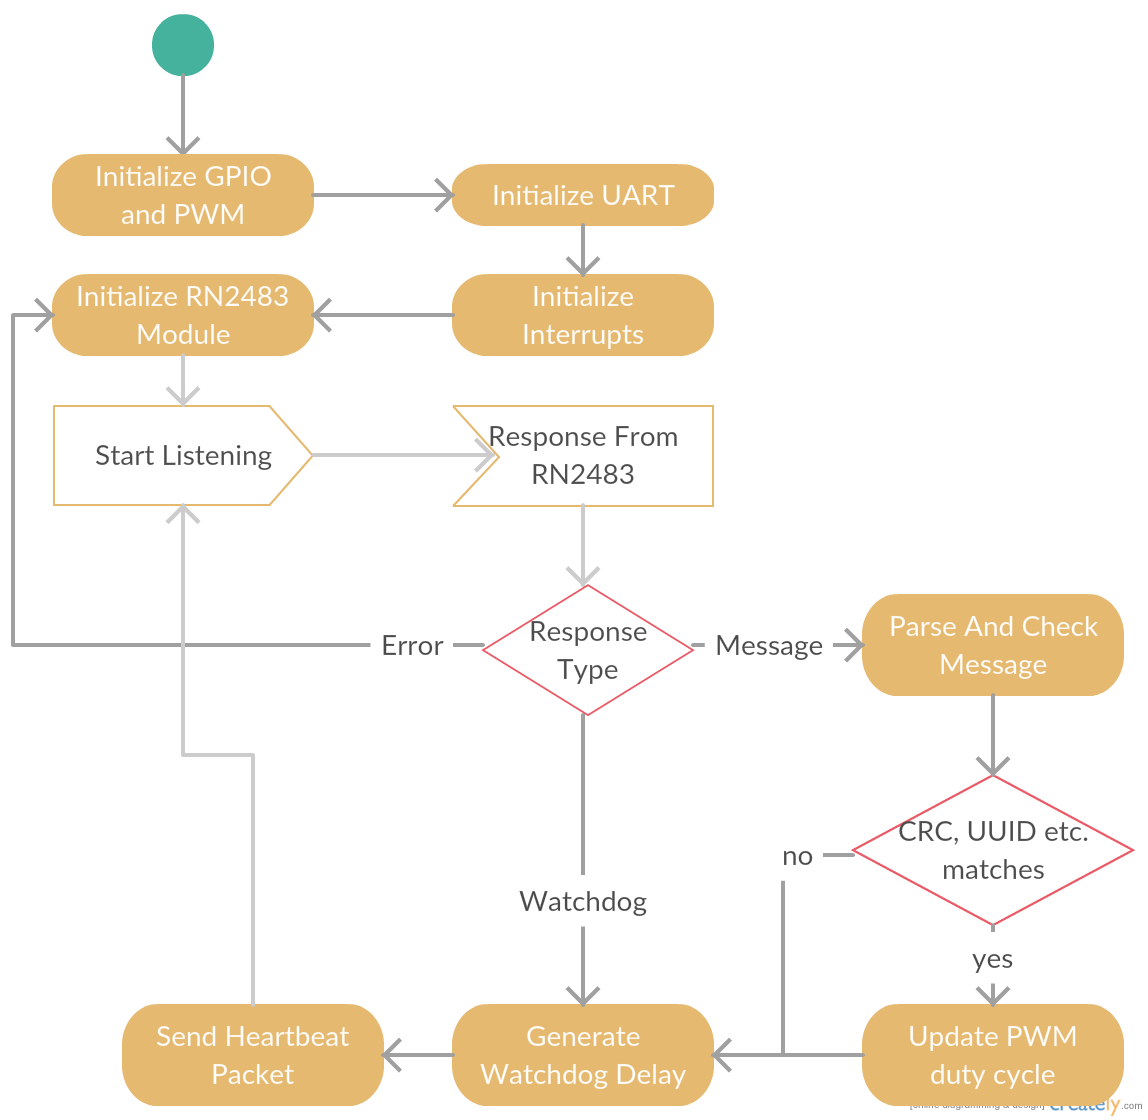 Initialize GPIO
and PWM
Initialize UART
Initialize RN2483
Module
Initialize
Interrupts
Start Listening
Response From
RN2483
Response
Type
Error
Message
Parse And Check
Message
CRC, UUID etc.
matches
no
Watchdog
yes
Send Heartbeat
Packet
Generate
Watchdog Delay
Update PWM
duty cycle
[online diagramming & design] creately.com